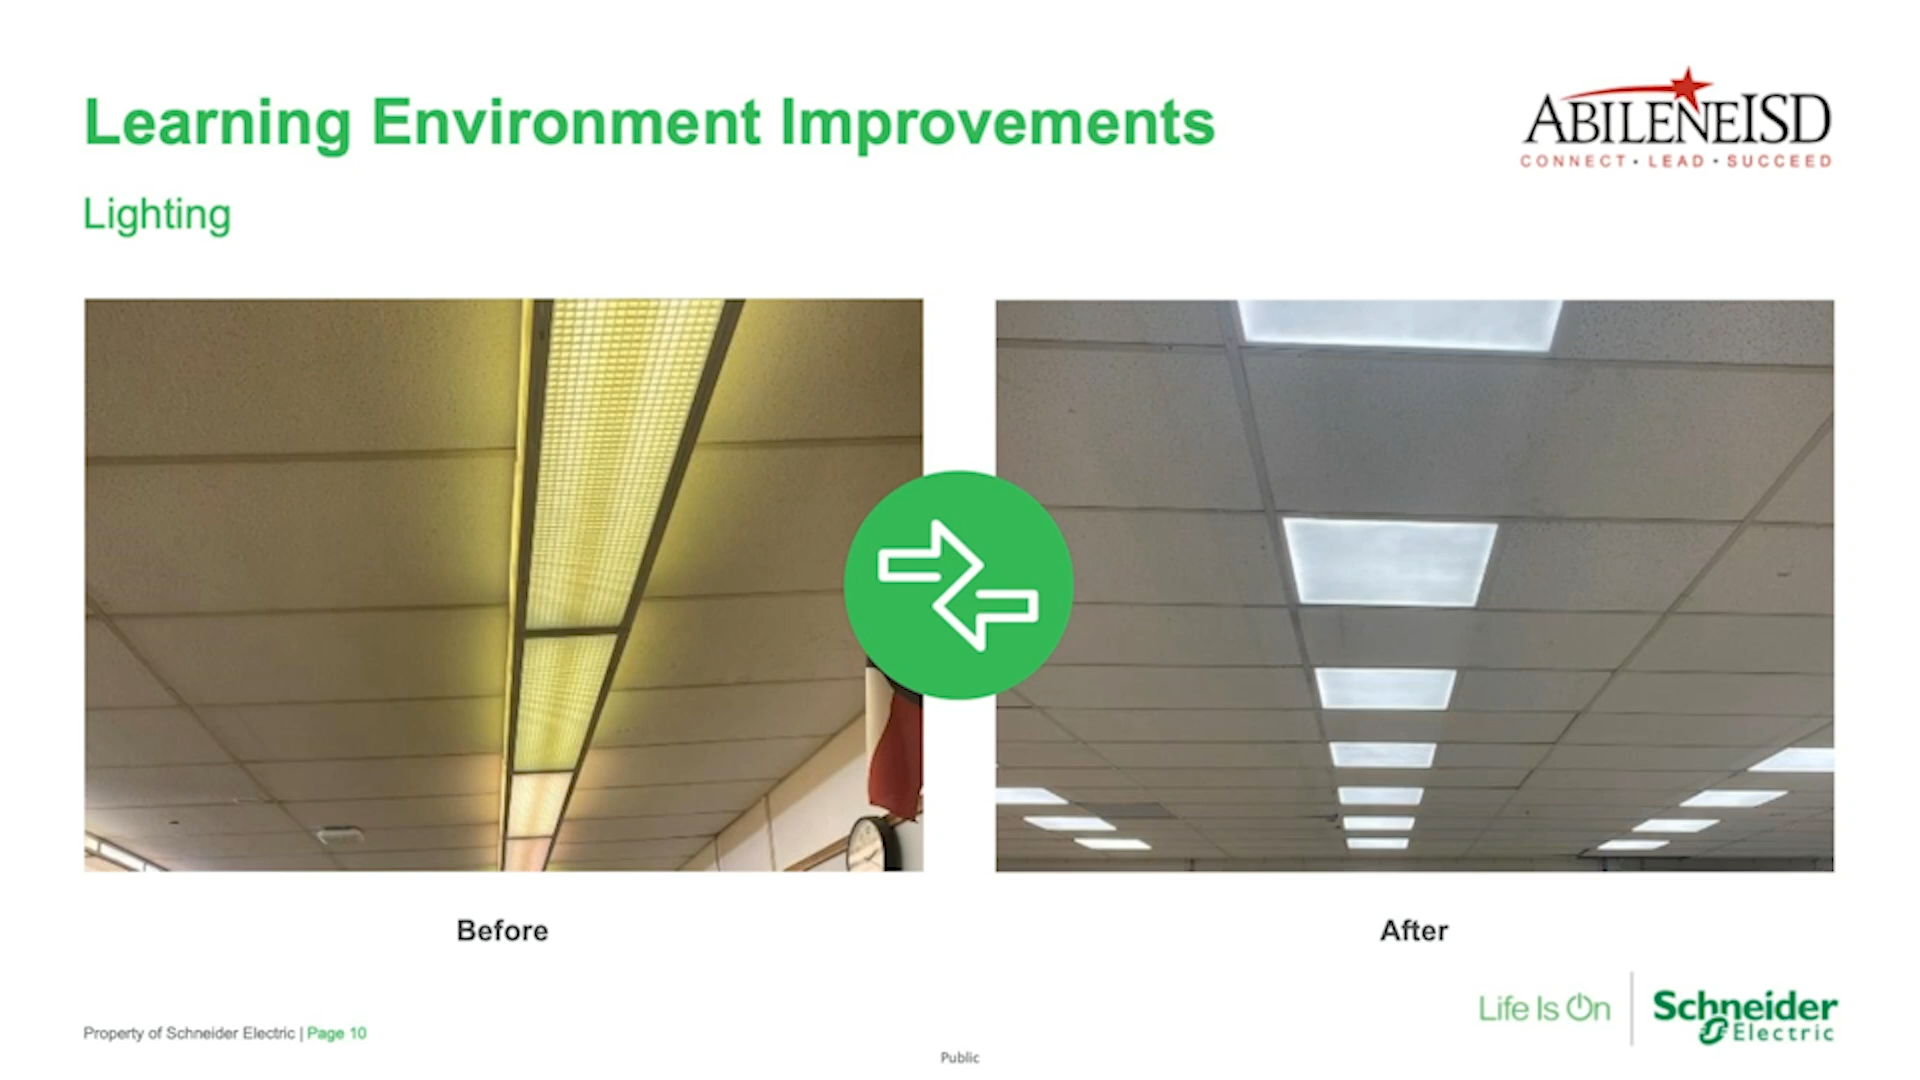 Learning Environment Improvements
ABILENEISD
CONNECT • LEAD • SUCCEED
Lighting
Before
After
Life Is On
Schneider
Electric
Property of Schneider Electric | Page 10
Public